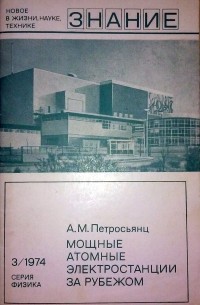 НОВОЕ
В ЖИЗНИ, НАУКЕ,
ТЕХНИКЕ
ЗНАНИЕ
А.М. Петросьянц
МОЩНЫЕ
АТОМНЫЕ
ЭЛЕКТРОСТАНЦИИ
ЗА РУБЕЖОМ
3/1974
СЕРИЯ
ФИЗИКА